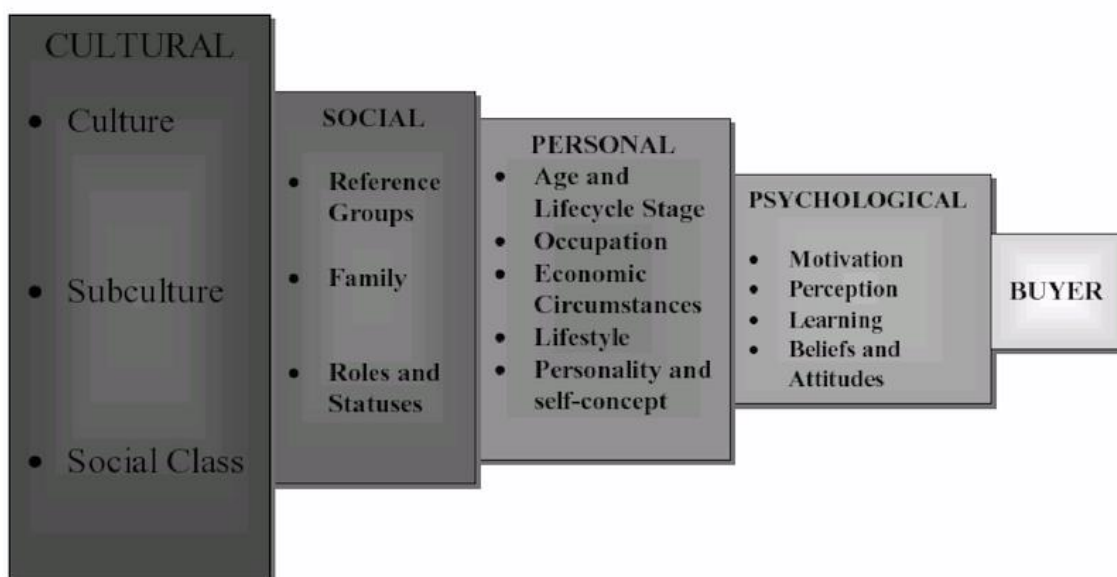 CULTURAL
• Culture
• Subculture
• Social Class
SOCIAL
• Reference
Groups
• Family
• Roles and
Statuses
PERSONAL
• Age and
Lifecycle Stage
• Occupation
• Economic
Circumstances
• Lifestyle
• Personality and
self-concept
PSYCHOLOGICAL
• Motivation
• Perception
• Learning
• Beliefs and
Attitudes
BUYER